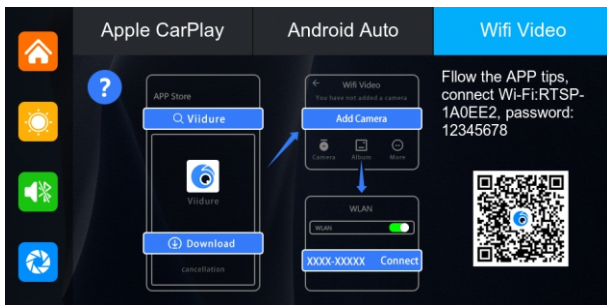 Apple CarPlay
Android Auto
Wifi Video
?
APP Store
Viidure
Viidure
Download
cancellation
Wifi Video
You have not added a camera
Add Camera
Camera Album More
WLAN
WLAN
XXXX-XXXXX Connect
Fllow the APP tips,
connect Wi-Fi:RTSP-
1A0EE2, password:
12345678